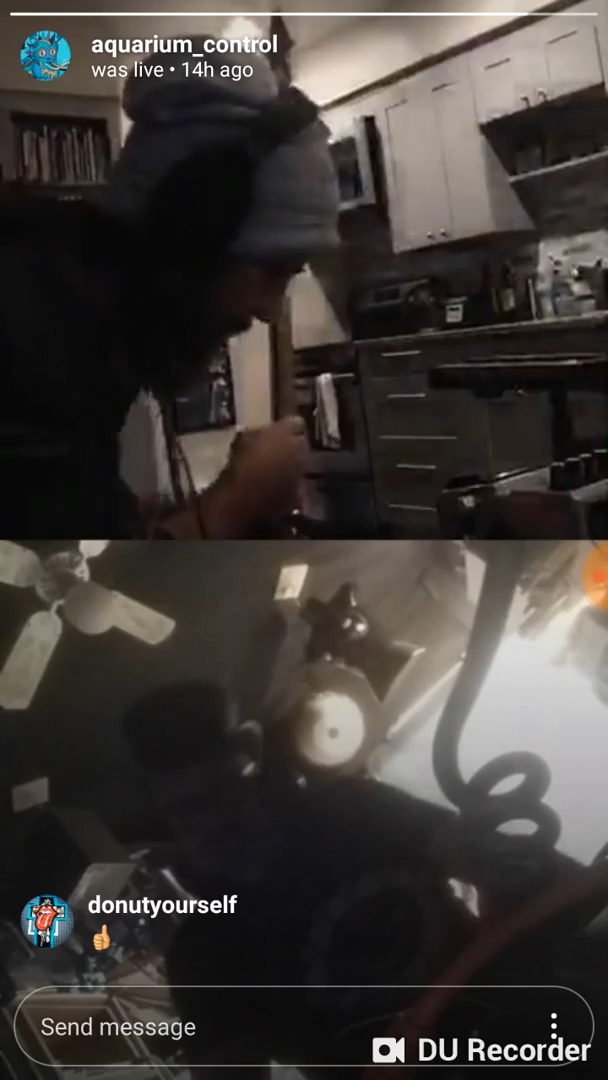 aquarium_control
was live • 14h ago
donutyourself
👍
Send message
DU Recorder